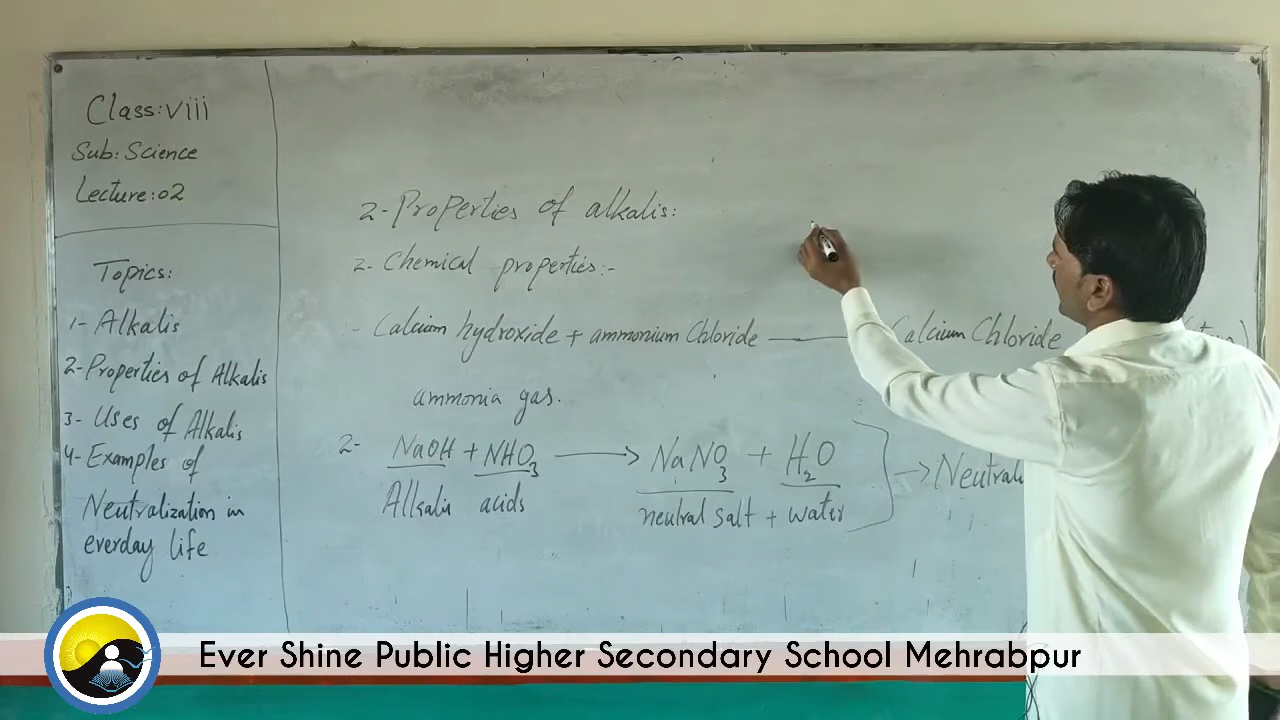 Class:viii
Sub: Science
Lecture:02
Topics:
1- Alkalis
2- Properties of Alkalis
3- Uses of Alkalis
4- Examples of
Neutralization in
everday life
2- Properties of alkalis:
2- Chemical properties:-
Calcium hydroxide + ammonium Chloride → Calcium Chloride
ammonia gas.
2- NaOH + NHO3 → NaNO3 + H2O
Alkalis acids neutral salt + water
→ Neutrali
Ever Shine Public Higher Secondary School Mehrabpur